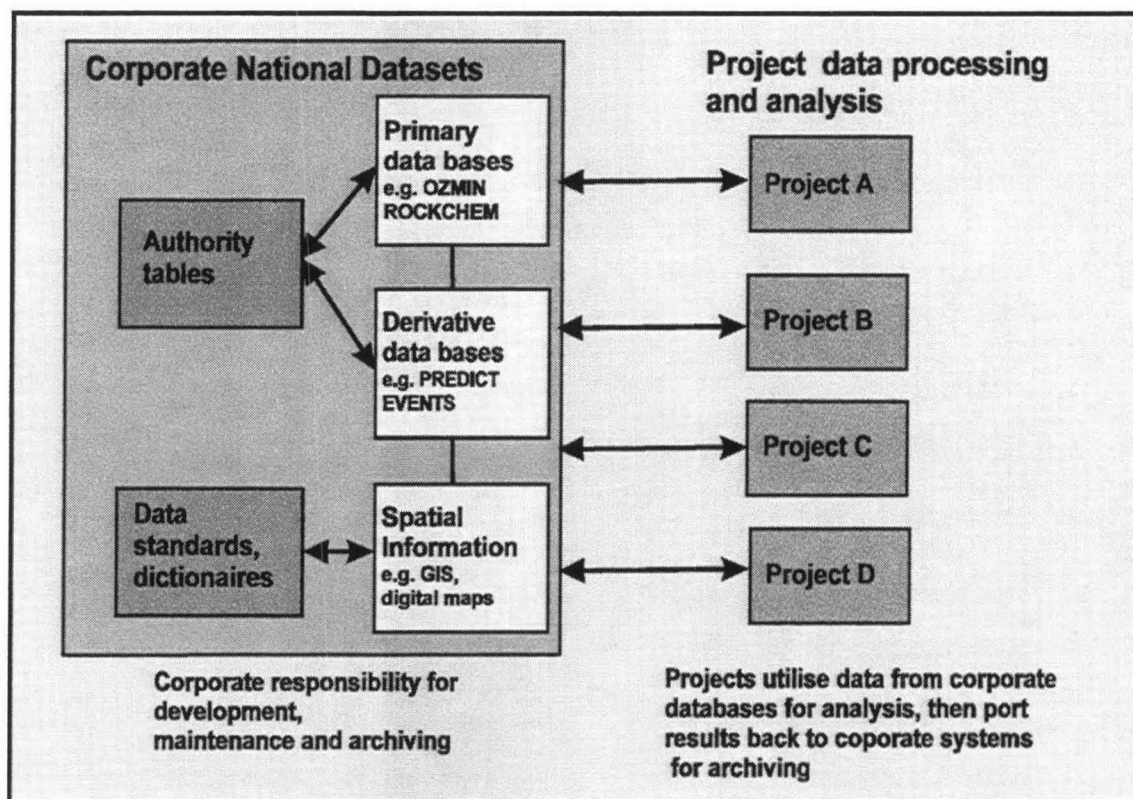 Corporate National Datasets
Primary
data bases
e.g. OZMIN
ROCKCHEM
Authority
tables
Derivative
data bases
e.g. PREDICT
EVENTS
Data
standards,
dictionaires
Spatial
Information
e.g. GIS,
digital maps
Corporate responsibility for
development,
maintenance and archiving
Project data processing
and analysis
Project A
Project B
Project C
Project D
Projects utilise data from corporate
databases for analysis, then port
results back to coporate systems
for archiving